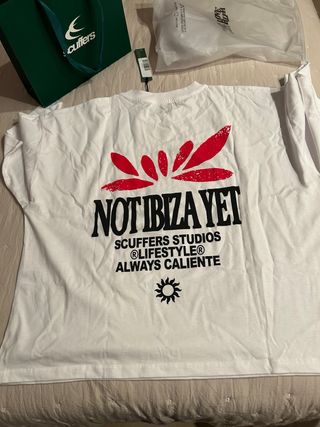 scuffers
NOT IBIZA YET
SCUFFERS STUDIOS
®LIFESTYLE®
ALWAYS CALIENTE